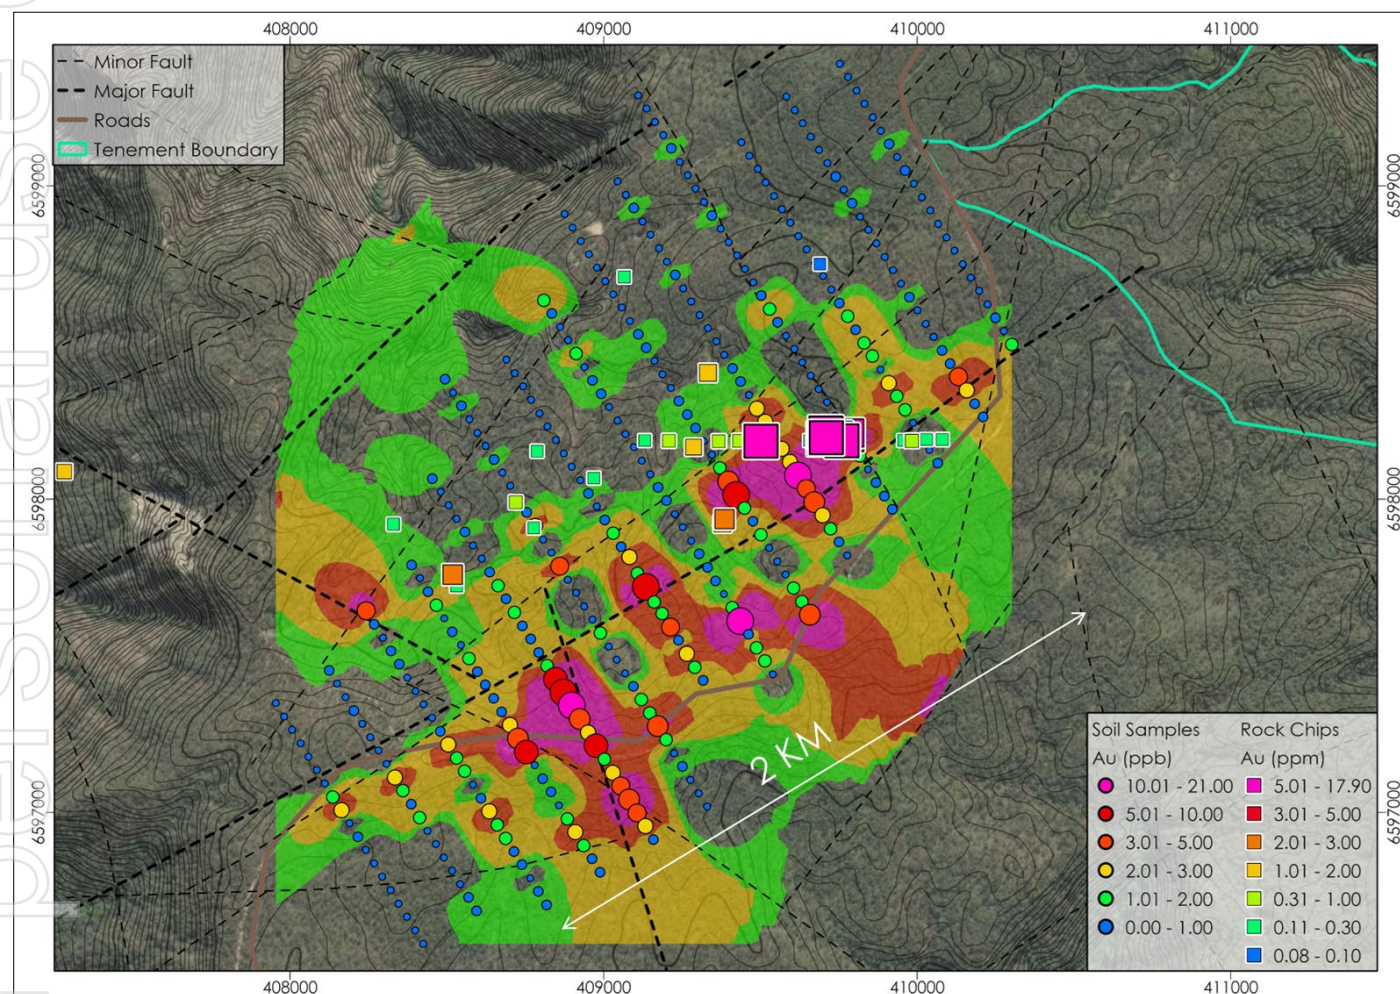 408000
409000
410000
411000
Minor Fault
Major Fault
Roads
Tenement Boundary
6599000
6599000
6598000
6598000
6597000
6597000
2 KM
Soil Samples
Au (ppb)
10.01 - 21.00
5.01 - 10.00
3.01 - 5.00
2.01 - 3.00
1.01 - 2.00
0.00 - 1.00
Rock Chips
Au (ppm)
5.01 - 17.90
3.01 - 5.00
2.01 - 3.00
1.01 - 2.00
0.31 - 1.00
0.11 - 0.30
0.08 - 0.10
408000
409000
410000
411000
personal use